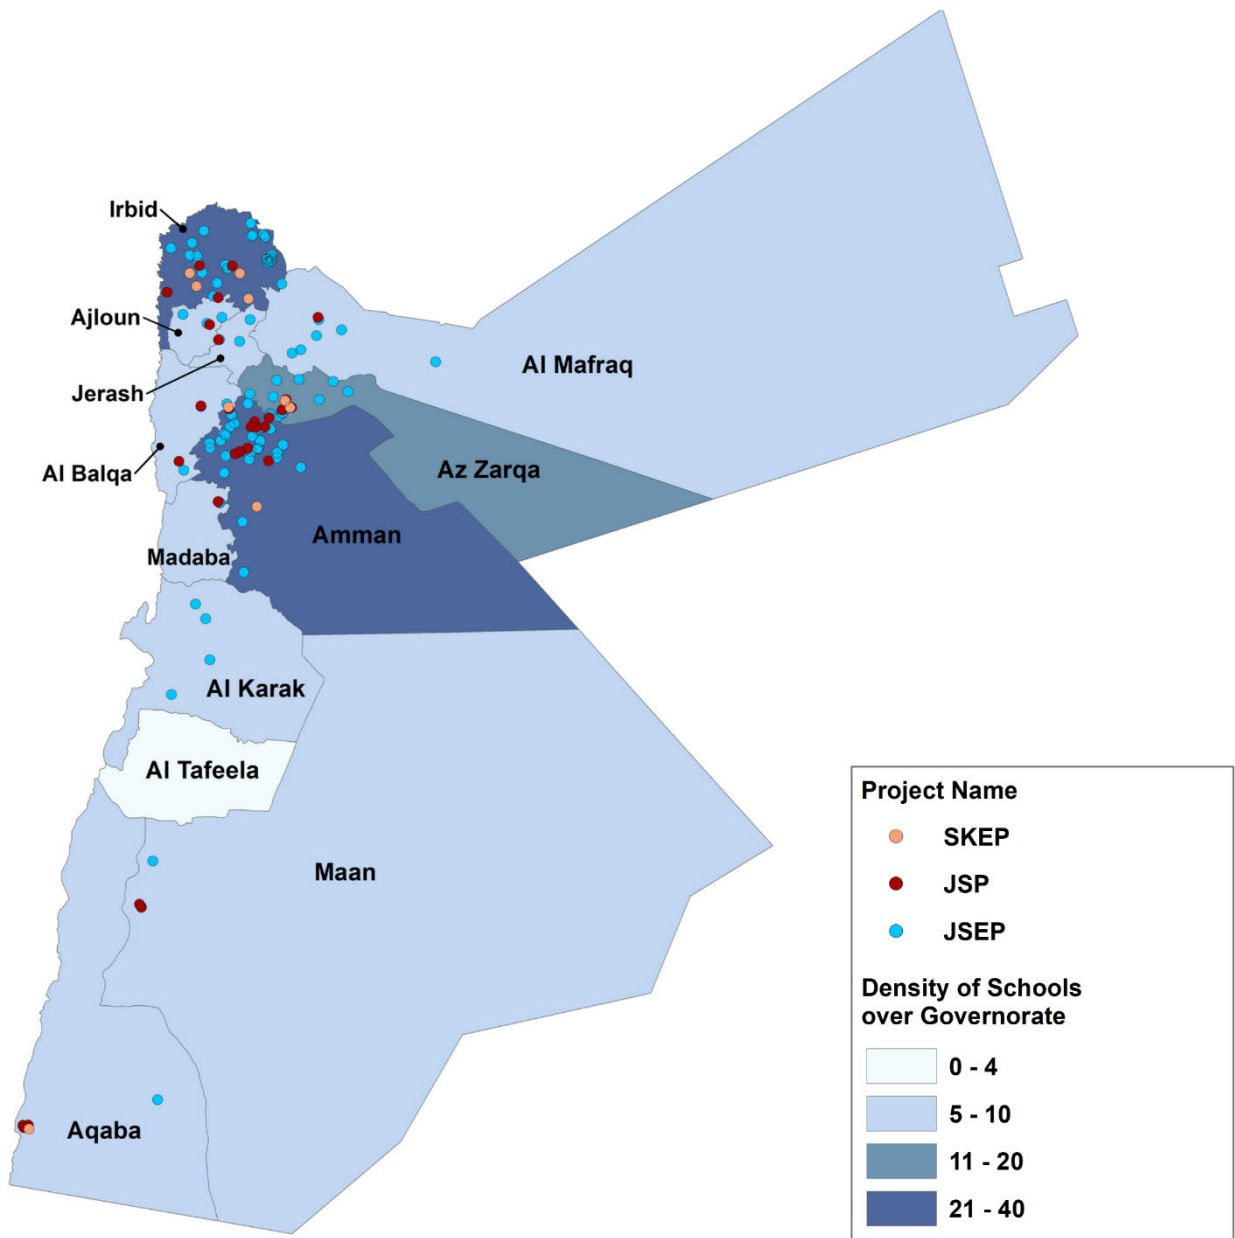 Irbid
Ajloun
Jerash
Al Mafraq
Al Balqa
Az Zarqa
Amman
Madaba
Al Karak
Al Tafeela
Maan
Aqaba
Project Name
SKEP
JSP
JSEP
Density of Schools
over Governorate
0 - 4
5 - 10
11 - 20
21 - 40